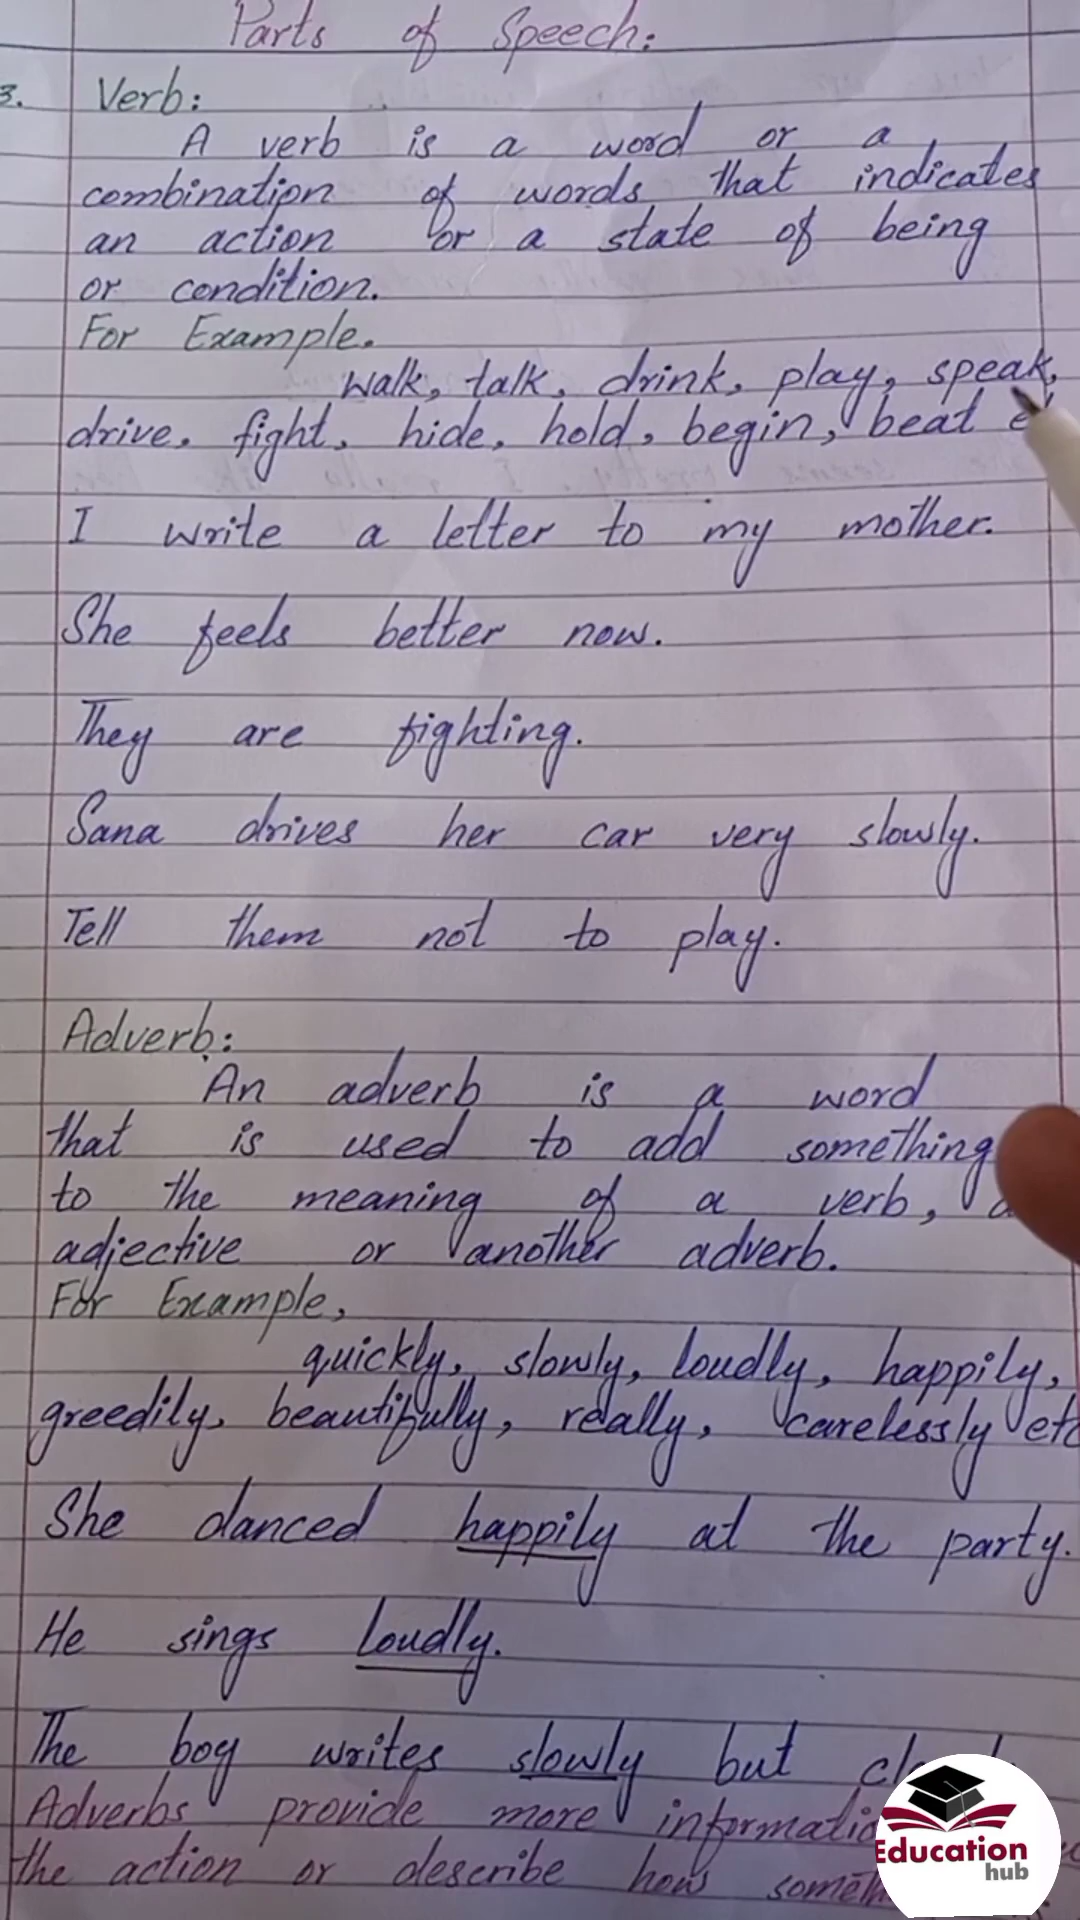 Parts of Speech:
3. Verb:
A verb is a word or a
combination of words that indicates
an action or a state of being
or condition.
For Example.
walk, talk, drink, play, speak,
drive, fight, hide, hold, begin, beat
I write a letter to my mother.
She feels better now.
They are fighting.
Sana drives her car very slowly.
Tell them not to play.
Adverb:
An adverb is a word
that is used to add something
to the meaning of a verb,
adjective or another adverb.
For Example,
quickly, slowly, loudly, happily,
greedily, beautifully, really, carelessly etc
She danced happily at the party.
He sings loudly.
The boy writes slowly but
Adverbs provide more
the action or describe how
Education
hub